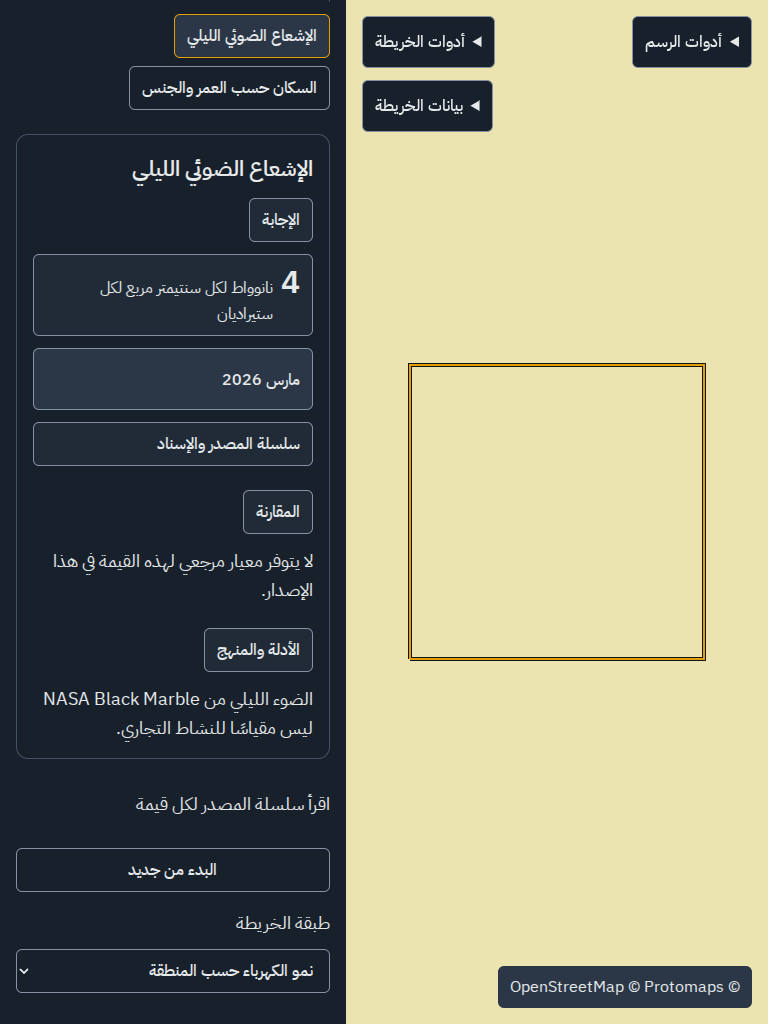 الإشعاع الضوئي الليلي
السكان حسب العمر والجنس
الإشعاع الضوئي الليلي
الإجابة
4 نانوواط لكل سنتيمتر مربع لكل
ستيراديان
مارس 2026
سلسلة المصدر والإسناد
المقارنة
لا يتوفر معيار مرجعي لهذه القيمة في هذا
الإصدار.
الأدلة والمنهج
الضوء الليلي من NASA Black Marble
ليس مقياسًا للنشاط التجاري.
اقرأ سلسلة المصدر لكل قيمة
البدء من جديد
طبقة الخريطة
نمو الكهرباء حسب المنطقة
◀ أدوات الرسم
◀ أدوات الخريطة
◀ بيانات الخريطة
OpenStreetMap © Protomaps ©